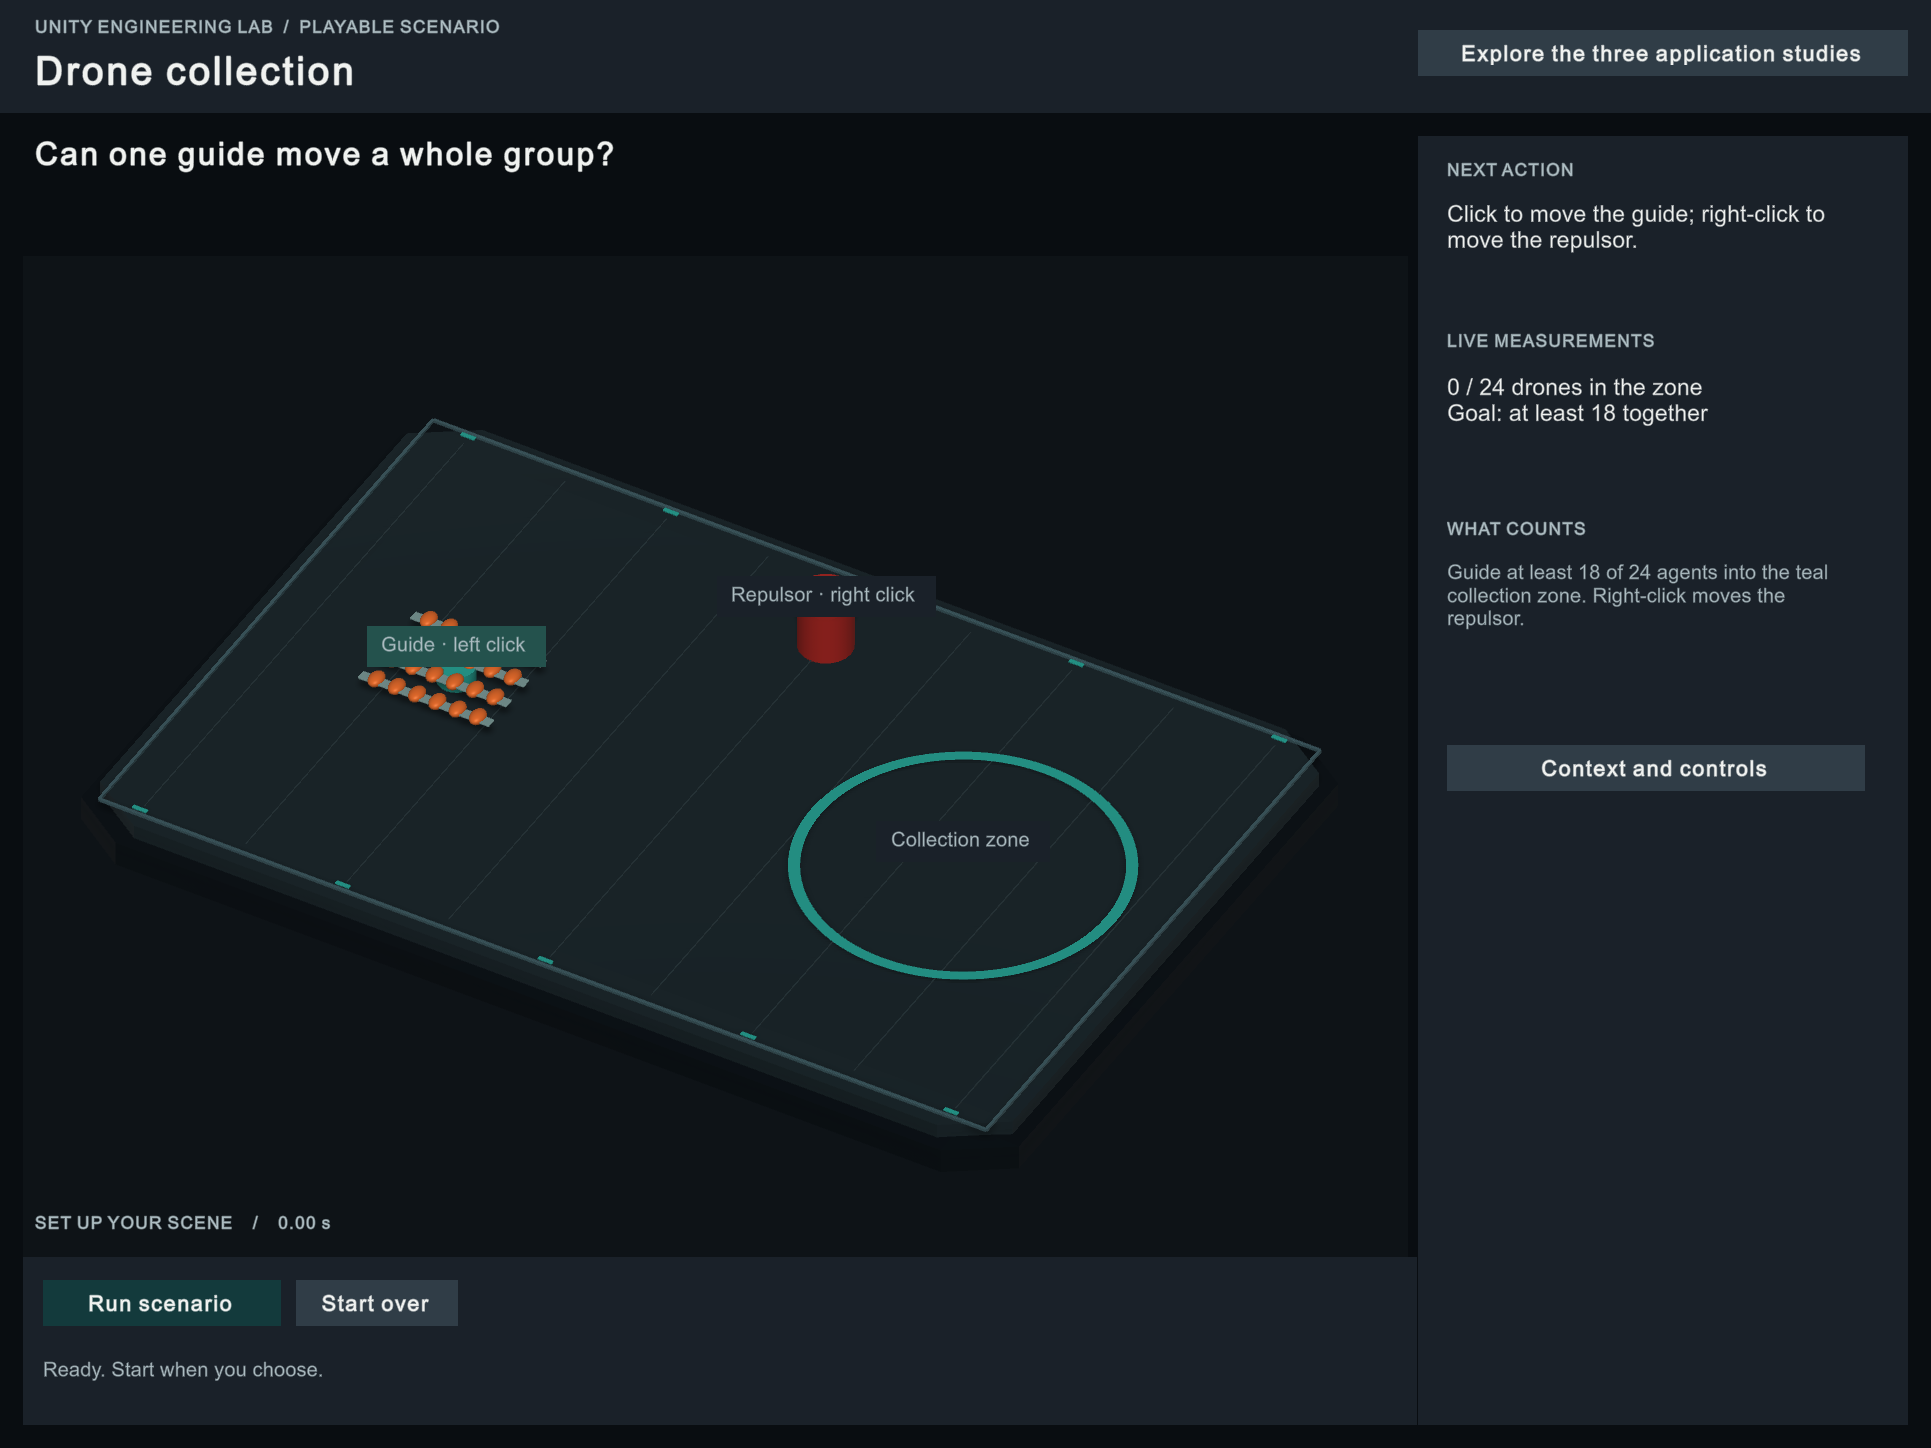 UNITY ENGINEERING LAB / PLAYABLE SCENARIO
Drone collection
Explore the three application studies
Can one guide move a whole group?
NEXT ACTION
Click to move the guide; right-click to
move the repulsor.
LIVE MEASUREMENTS
0 / 24 drones in the zone
Goal: at least 18 together
WHAT COUNTS
Guide at least 18 of 24 agents into the teal
collection zone. Right-click moves the
repulsor.
Context and controls
Repulsor · right click
Guide · left click
Collection zone
SET UP YOUR SCENE / 0.00 s
Run scenario
Start over
Ready. Start when you choose.